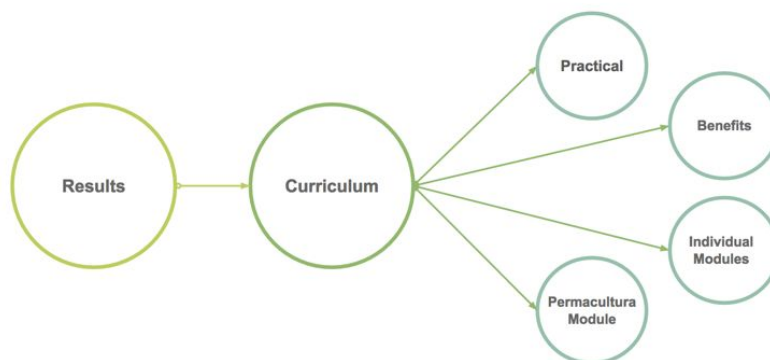 Results
Curriculum
Practical
Benefits
Individual
Modules
Permacultura
Module